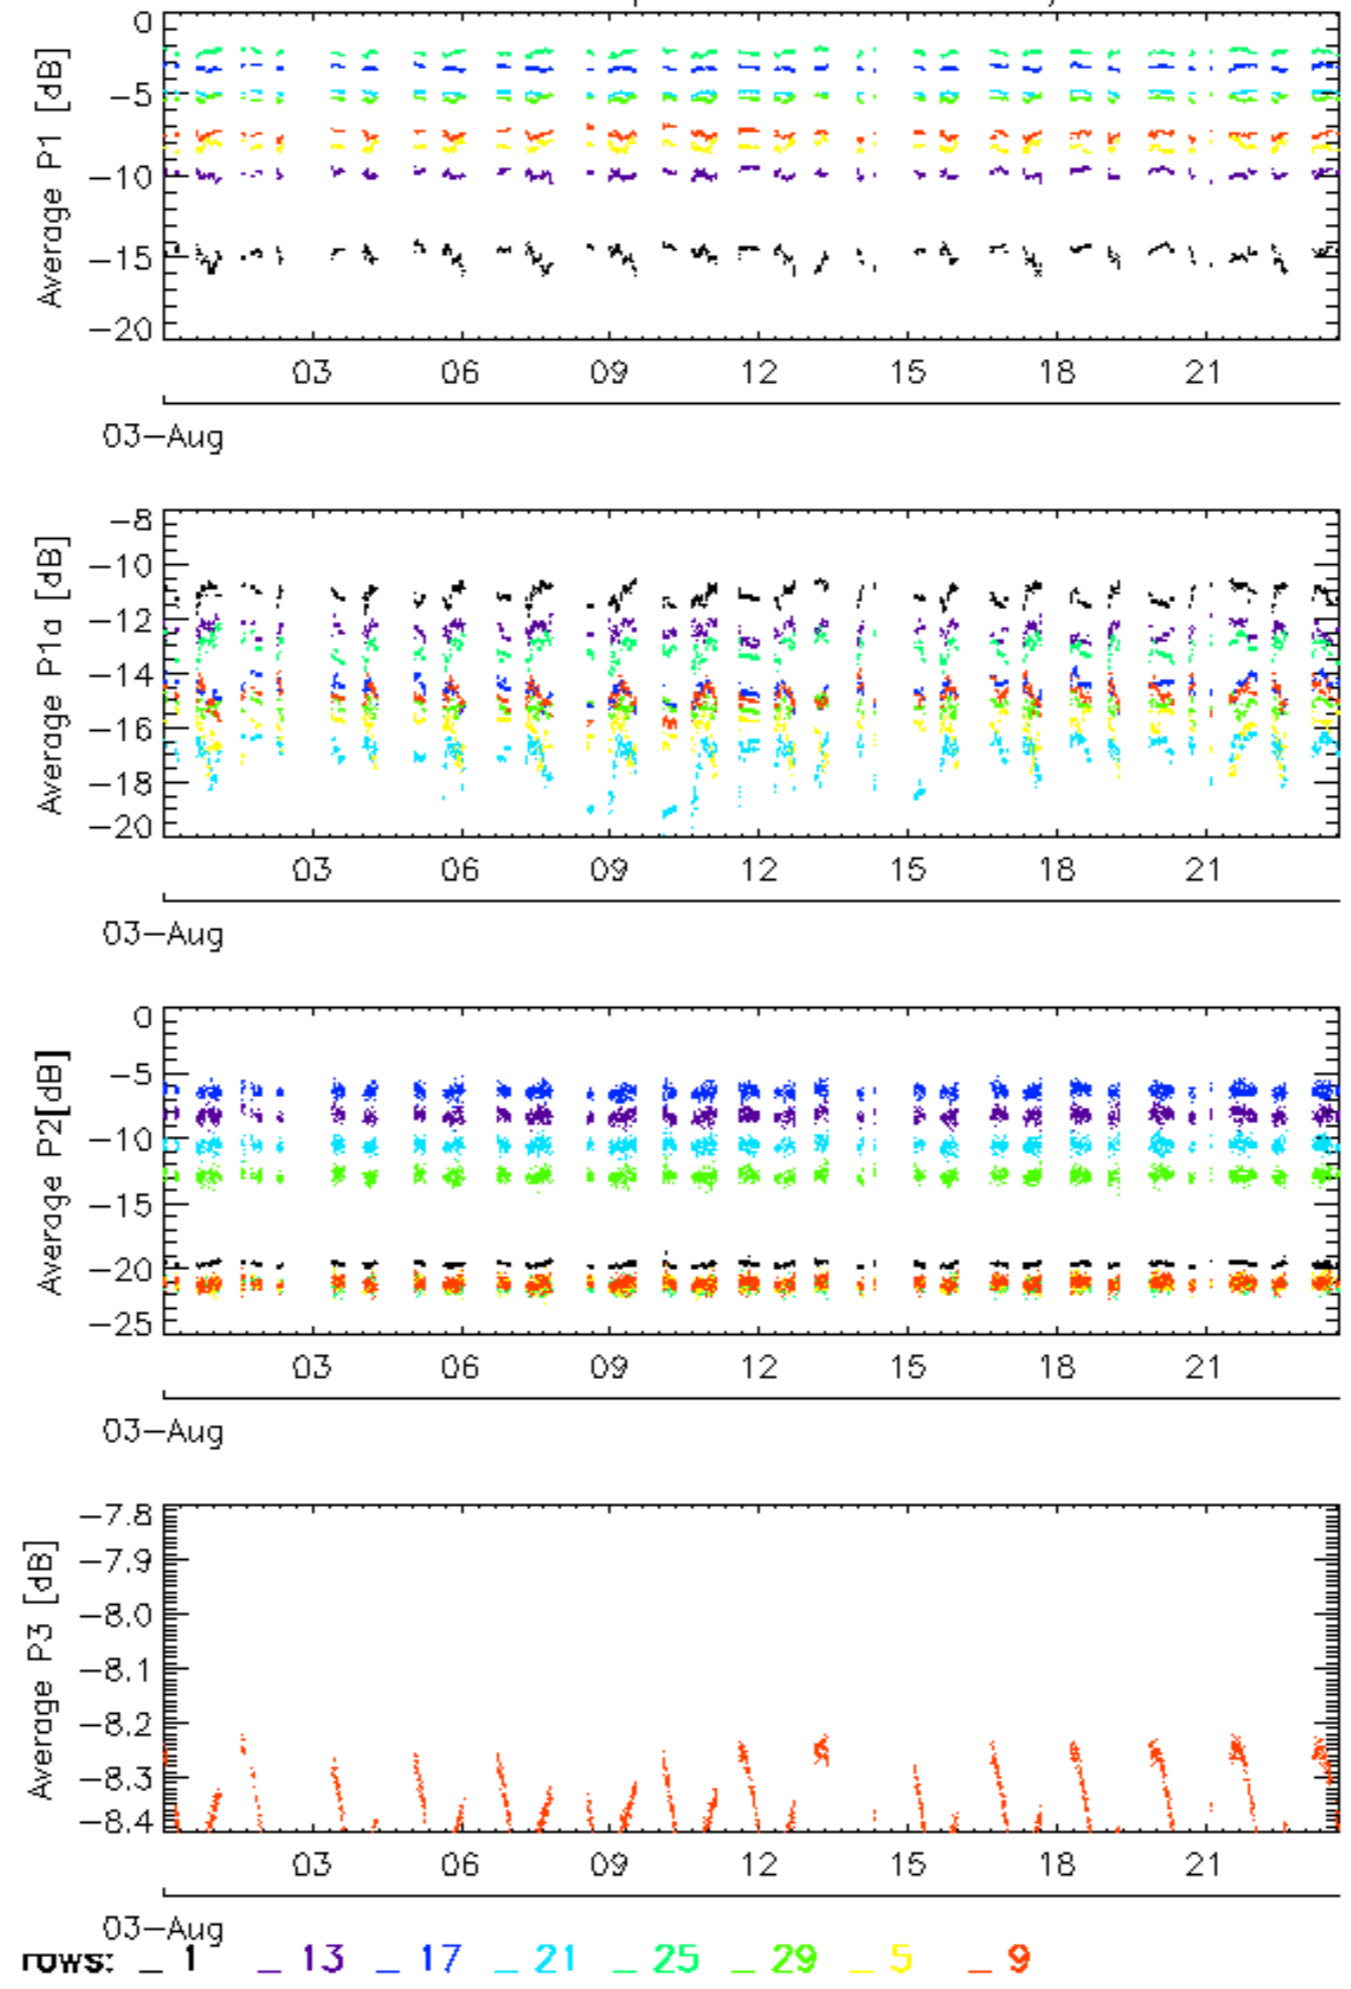 0
−5
−10
−15
−20
Average P1 [dB]
03 06 09 12 15 18 21
03−Aug
−8
−10
−12
−14
−16
−18
−20
Average P1a [dB]
03 06 09 12 15 18 21
03−Aug
0
−5
−10
−15
−20
−25
Average P2[dB]
03 06 09 12 15 18 21
03−Aug
−7.8
−7.9
−8.0
−8.1
−8.2
−8.3
−8.4
Average P3 [dB]
03 06 09 12 15 18 21
03−Aug
rows: _ 1 _ 13 _ 17 _ 21 _ 25 _ 29 _ 5 _ 9